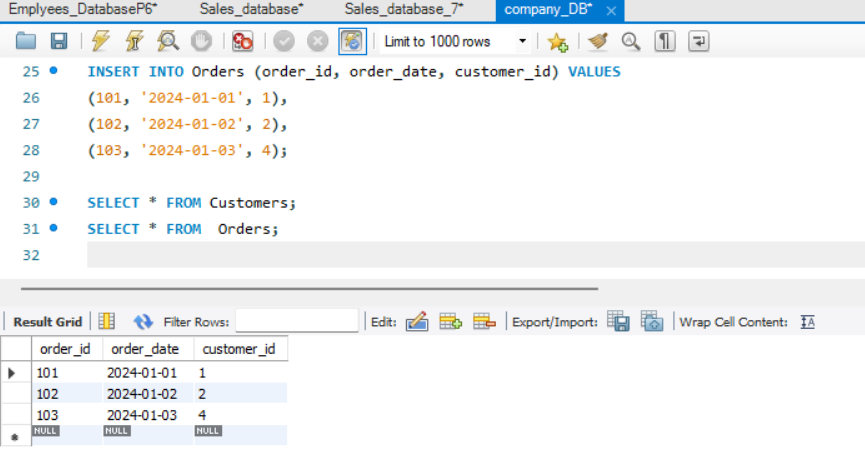 Emplyees_DatabaseP6* Sales_database* Sales_database_7* company_DB* ×
Limit to 1000 rows
25 INSERT INTO Orders (order_id, order_date, customer_id) VALUES
26 (101, '2024-01-01', 1),
27 (102, '2024-01-02', 2),
28 (103, '2024-01-03', 4);
29
30 SELECT * FROM Customers;
31 SELECT * FROM  Orders;
32
Result Grid Filter Rows: Edit: Export/Import: Wrap Cell Content: IA
order_id order_date customer_id
101 2024-01-01 1
102 2024-01-02 2
103 2024-01-03 4
NULL NULL NULL